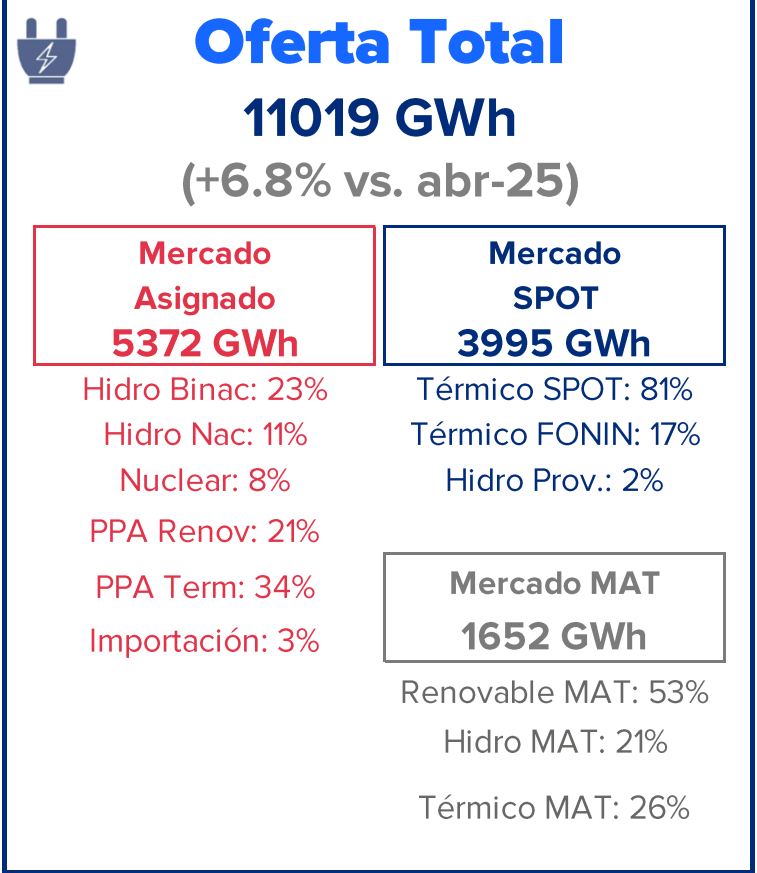 Oferta Total
11019 GWh
(+6.8% vs. abr-25)
Mercado
Asignado
5372 GWh
Hidro Binac: 23%
Hidro Nac: 11%
Nuclear: 8%
PPA Renov: 21%
PPA Term: 34%
Importación: 3%
Mercado
SPOT
3995 GWh
Térmico SPOT: 81%
Térmico FONIN: 17%
Hidro Prov.: 2%
Mercado MAT
1652 GWh
Renovable MAT: 53%
Hidro MAT: 21%
Térmico MAT: 26%